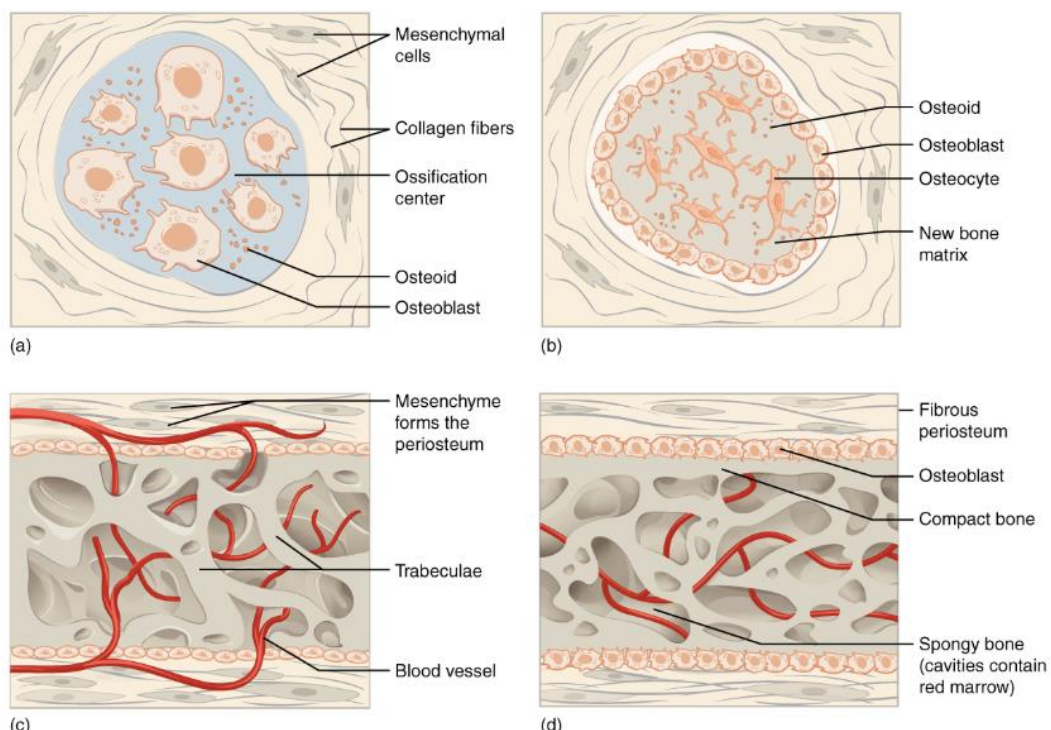 Mesenchymal
cells
Collagen fibers
Ossification
center
Osteoid
Osteoblast
(a)
Osteoid
Osteoblast
Osteocyte
New bone
matrix
(b)
Mesenchyme
forms the
periosteum
Trabeculae
Blood vessel
(c)
Fibrous
periosteum
Osteoblast
Compact bone
Spongy bone
(cavities contain
red marrow)
(d)